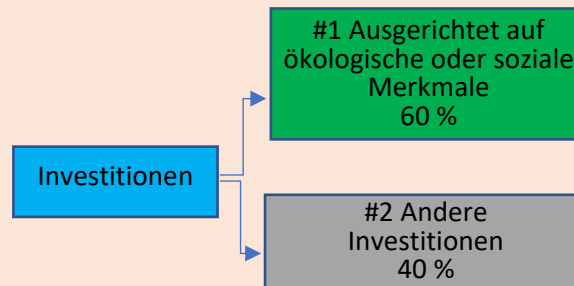 #1 Ausgerichtet auf
ökologische oder soziale
Merkmale
60 %
Investitionen
#2 Andere
Investitionen
40 %